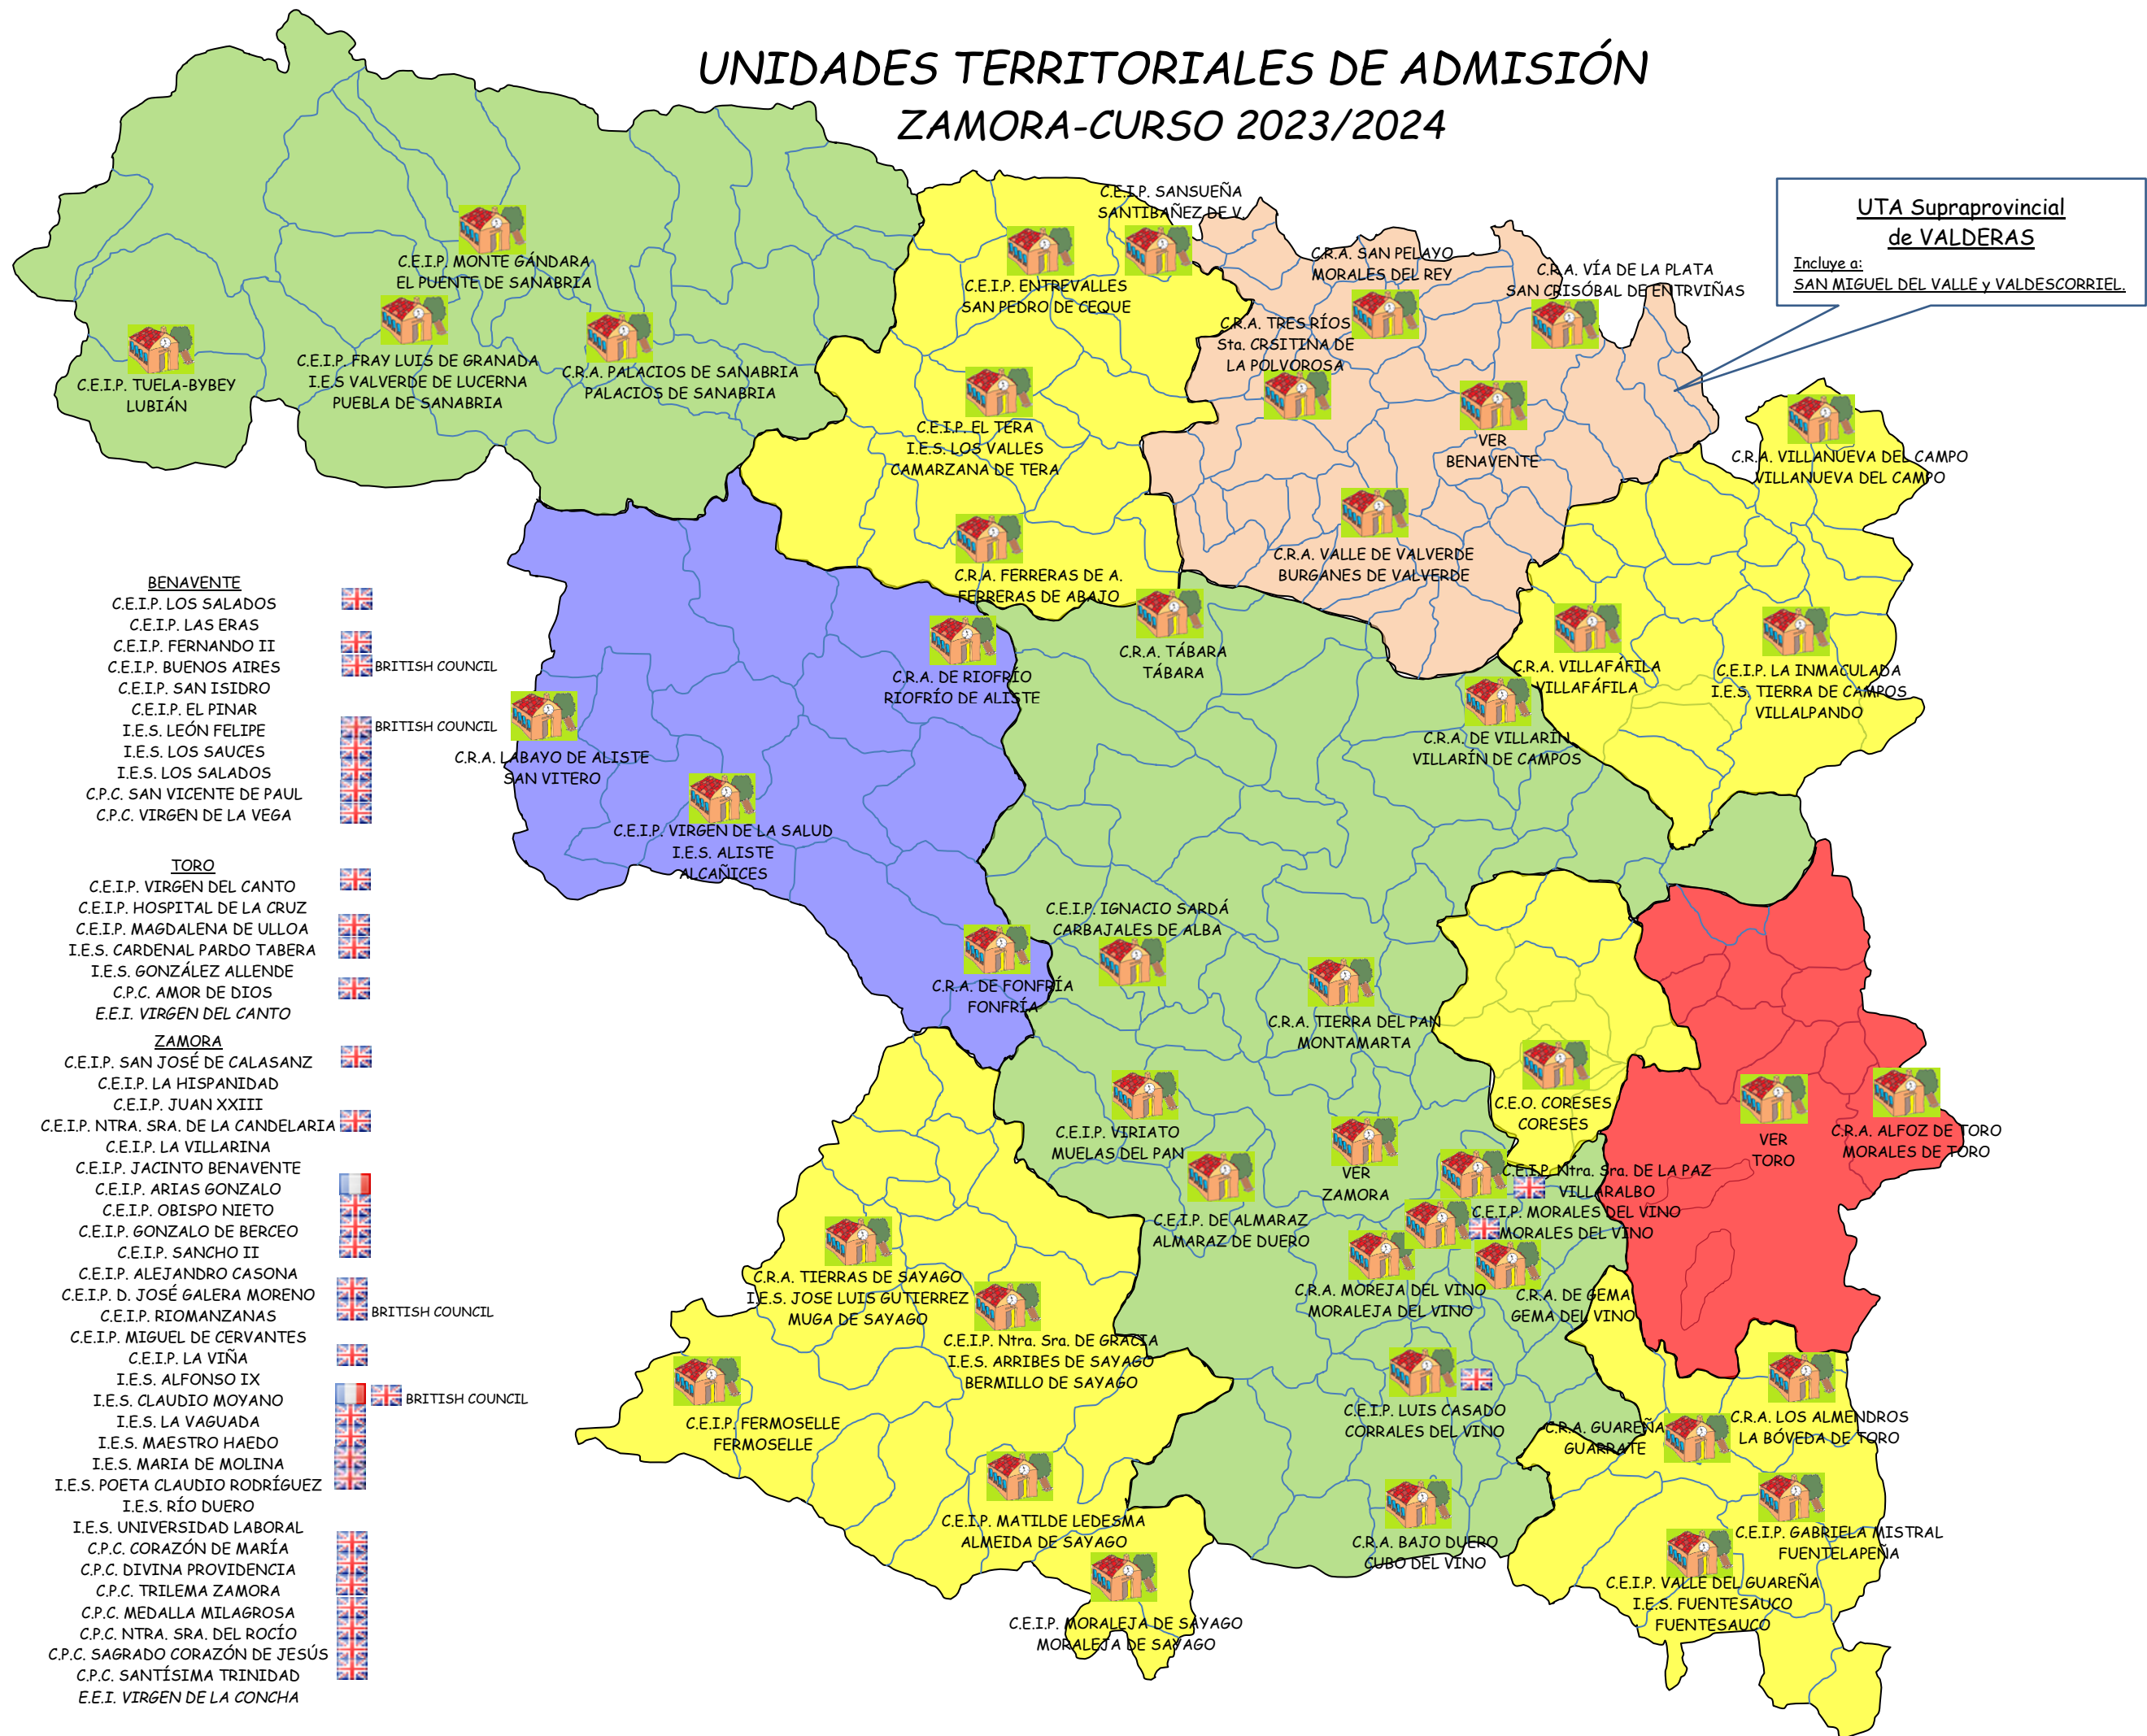 UNIDADES TERRITORIALES DE ADMISIÓN
ZAMORA-CURSO 2023/2024
UTA Supraprovincial
de VALDERAS
Incluye a:
SAN MIGUEL DEL VALLE y VALDESCORRIEL.
C.E.I.P. SANSUEÑA
SANTIBAÑEZ DE V.
C.E.I.P. MONTE GÁNDARA
EL PUENTE DE SANABRIA
C.E.I.P. ENTREVALLES
SAN PEDRO DE CEQUE
C.R.A. SAN PELAYO
MORALES DEL REY
C.R.A. VÍA DE LA PLATA
SAN CRISÓBAL DE ENTRVIÑAS
C.R.A. TRES RÍOS
Sta. CRSITINA DE
LA POLVOROSA
C.E.I.P. TUELA-BYBEY
LUBIÁN
C.E.I.P. FRAY LUIS DE GRANADA
I.E.S VALVERDE DE LUCERNA
PUEBLA DE SANABRIA
C.R.A. PALACIOS DE SANABRIA
PALACIOS DE SANABRIA
C.E.I.P. EL TERA
I.E.S. LOS VALLES
CAMARZANA DE TERA
VER
BENAVENTE
C.R.A. VILLANUEVA DEL CAMPO
VILLANUEVA DEL CAMPO
C.R.A. VALLE DE VALVERDE
BURGANES DE VALVERDE
C.R.A. FERRERAS DE A.
FERRERAS DE ABAJO
C.R.A. TÁBARA
TÁBARA
C.R.A. DE RIOFRÍO
RIOFRÍO DE ALISTE
C.R.A. VILLAFÁFILA
VILLAFÁFILA
C.E.I.P. LA INMACULADA
I.E.S. TIERRA DE CAMPOS
VILLALPANDO
C.R.A. DE VILLARÍN
VILLARÍN DE CAMPOS
C.R.A. LABAYO DE ALISTE
SAN VITERO
C.E.I.P. VIRGEN DE LA SALUD
I.E.S. ALISTE
ALCAÑICES
C.E.I.P. IGNACIO SARDÁ
CARBAJALES DE ALBA
C.R.A. DE FONFRÍA
FONFRÍA
C.R.A. TIERRA DEL PAN
MONTAMARTA
C.E.O. CORESES
CORESES
VER
TORO
C.R.A. ALFOZ DE TORO
MORALES DE TORO
C.E.I.P. VIRIATO
MUELAS DEL PAN
VER
ZAMORA
C.E.I.P. Ntra. Sra. DE LA PAZ
VILLARALBO
C.E.I.P. MORALES DEL VINO
MORALES DEL VINO
C.E.I.P. DE ALMARAZ
ALMARAZ DE DUERO
C.R.A. MOREJA DEL VINO
MORALEJA DEL VINO
C.R.A. DE GEMA
GEMA DEL VINO
C.R.A. TIERRAS DE SAYAGO
I.E.S. JOSE LUIS GUTIERREZ
MUGA DE SAYAGO
C.E.I.P. Ntra. Sra. DE GRACIA
I.E.S. ARRIBES DE SAYAGO
BERMILLO DE SAYAGO
C.E.I.P. FERMOSELLE
FERMOSELLE
C.E.I.P. LUIS CASADO
CORRALES DEL VINO
C.R.A. GUAREÑA
GUARRATE
C.R.A. LOS ALMENDROS
LA BÓVEDA DE TORO
C.E.I.P. MATILDE LEDESMA
ALMEIDA DE SAYAGO
C.R.A. BAJO DUERO
CUBO DEL VINO
C.E.I.P. GABRIELA MISTRAL
FUENTELAPEÑA
C.E.I.P. VALLE DEL GUAREÑA
I.E.S. FUENTESAUCO
FUENTESAUCO
C.E.I.P. MORALEJA DE SAYAGO
MORALEJA DE SAYAGO
BENAVENTE
C.E.I.P. LOS SALADOS
C.E.I.P. LAS ERAS
C.E.I.P. FERNANDO II
C.E.I.P. BUENOS AIRES BRITISH COUNCIL
C.E.I.P. SAN ISIDRO
C.E.I.P. EL PINAR
I.E.S. LEÓN FELIPE BRITISH COUNCIL
I.E.S. LOS SAUCES
I.E.S. LOS SALADOS
C.P.C. SAN VICENTE DE PAUL
C.P.C. VIRGEN DE LA VEGA
TORO
C.E.I.P. VIRGEN DEL CANTO
C.E.I.P. HOSPITAL DE LA CRUZ
C.E.I.P. MAGDALENA DE ULLOA
I.E.S. CARDENAL PARDO TABERA
I.E.S. GONZÁLEZ ALLENDE
C.P.C. AMOR DE DIOS
E.E.I. VIRGEN DEL CANTO
ZAMORA
C.E.I.P. SAN JOSÉ DE CALASANZ
C.E.I.P. LA HISPANIDAD
C.E.I.P. JUAN XXIII
C.E.I.P. NTRA. SRA. DE LA CANDELARIA
C.E.I.P. LA VILLARINA
C.E.I.P. JACINTO BENAVENTE
C.E.I.P. ARIAS GONZALO
C.E.I.P. OBISPO NIETO
C.E.I.P. GONZALO DE BERCEO
C.E.I.P. SANCHO II
C.E.I.P. ALEJANDRO CASONA
C.E.I.P. D. JOSÉ GALERA MORENO
C.E.I.P. RIOMANZANAS BRITISH COUNCIL
C.E.I.P. MIGUEL DE CERVANTES
C.E.I.P. LA VIÑA
I.E.S. ALFONSO IX
I.E.S. CLAUDIO MOYANO BRITISH COUNCIL
I.E.S. LA VAGUADA
I.E.S. MAESTRO HAEDO
I.E.S. MARIA DE MOLINA
I.E.S. POETA CLAUDIO RODRÍGUEZ
I.E.S. RÍO DUERO
I.E.S. UNIVERSIDAD LABORAL
C.P.C. CORAZÓN DE MARÍA
C.P.C. DIVINA PROVIDENCIA
C.P.C. TRILEMA ZAMORA
C.P.C. MEDALLA MILAGROSA
C.P.C. NTRA. SRA. DEL ROCÍO
C.P.C. SAGRADO CORAZÓN DE JESÚS
C.P.C. SANTÍSIMA TRINIDAD
E.E.I. VIRGEN DE LA CONCHA